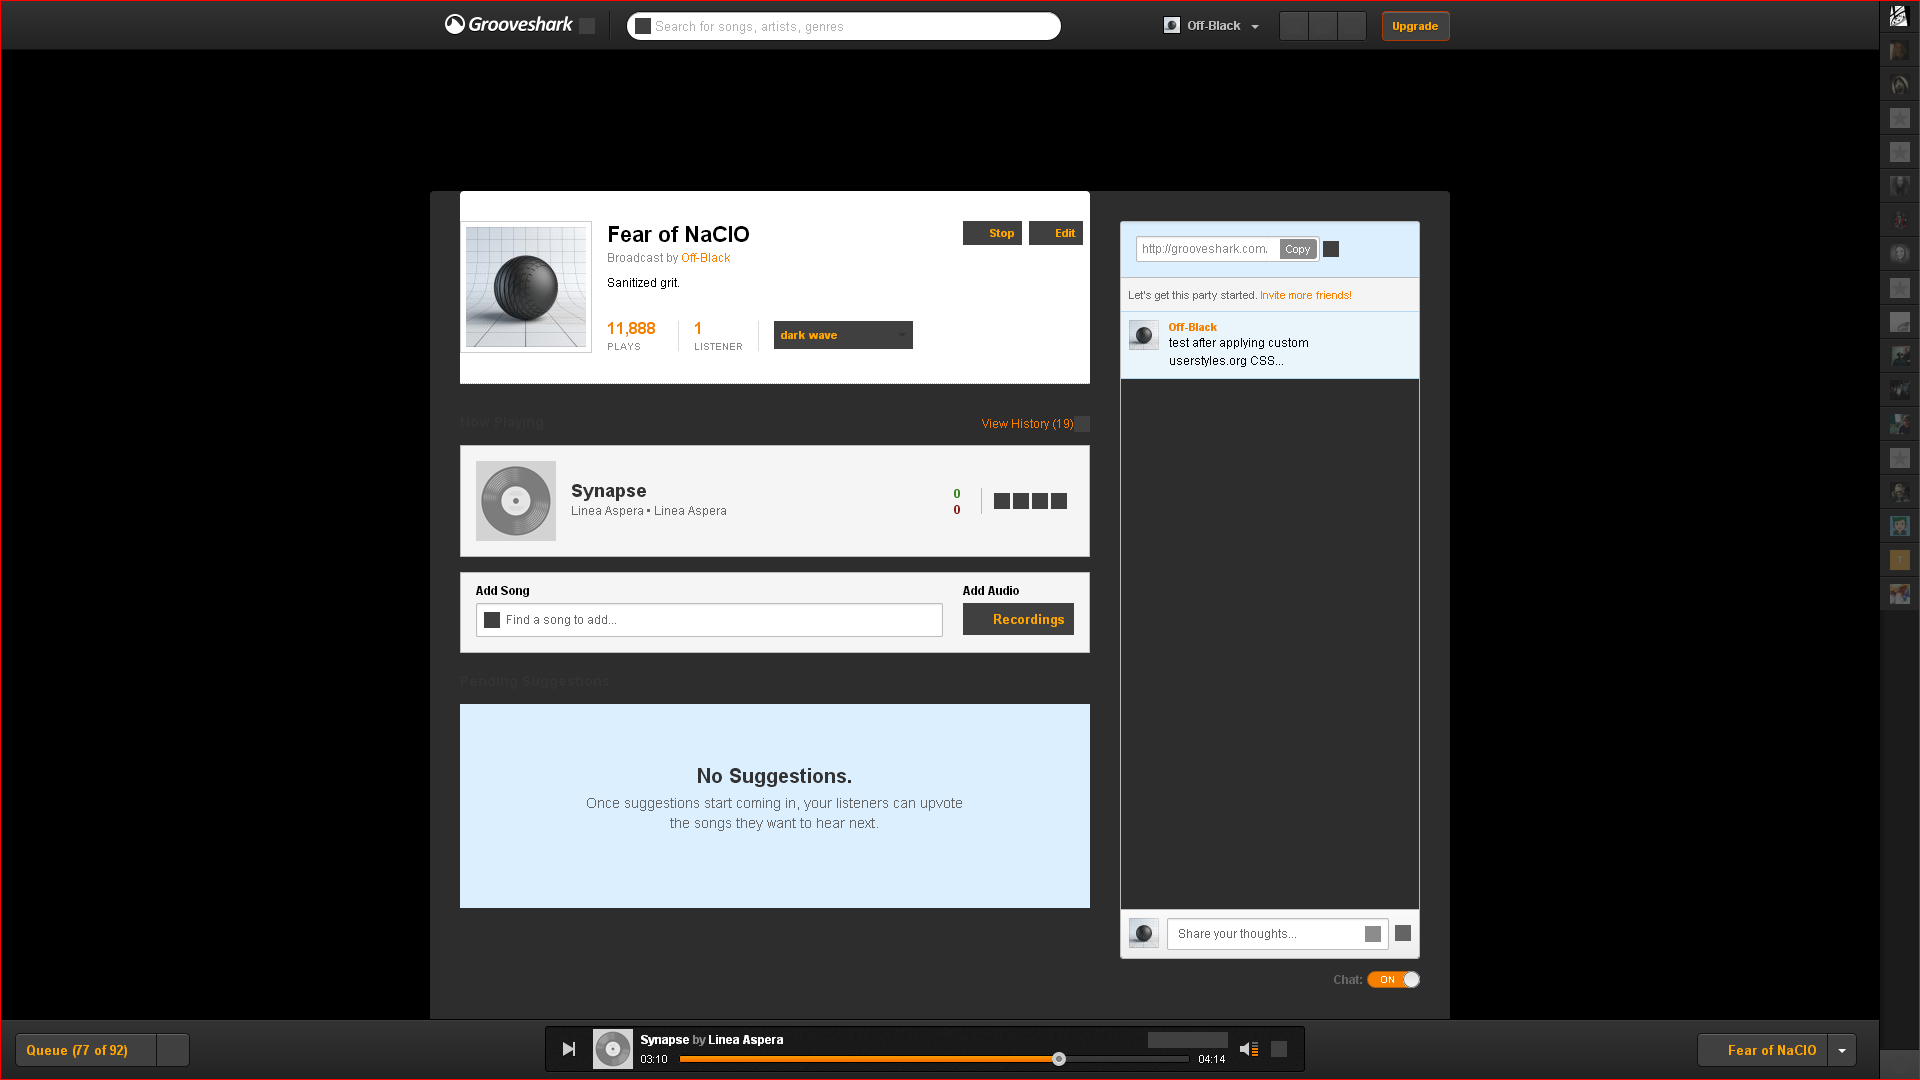 Grooveshark
Search for songs, artists, genres
Off-Black
Upgrade
Fear of NaClO
Broadcast by Off-Black
Sanitized grit.
11,888
PLAYS
1
LISTENER
dark wave
Stop
Edit
http://grooveshark.com.
Copy
Let's get this party started. Invite more friends!
Off-Black
test after applying custom
userstyles.org CSS...
Now Playing
View History (19)
Synapse
Linea Aspera • Linea Aspera
0
0
Add Song
Find a song to add...
Add Audio
Recordings
Pending Suggestions
No Suggestions.
Once suggestions start coming in, your listeners can upvote
the songs they want to hear next.
Share your thoughts...
Chat: ON
Queue (77 of 92)
Synapse by Linea Aspera
03:10
04:14
Fear of NaClO